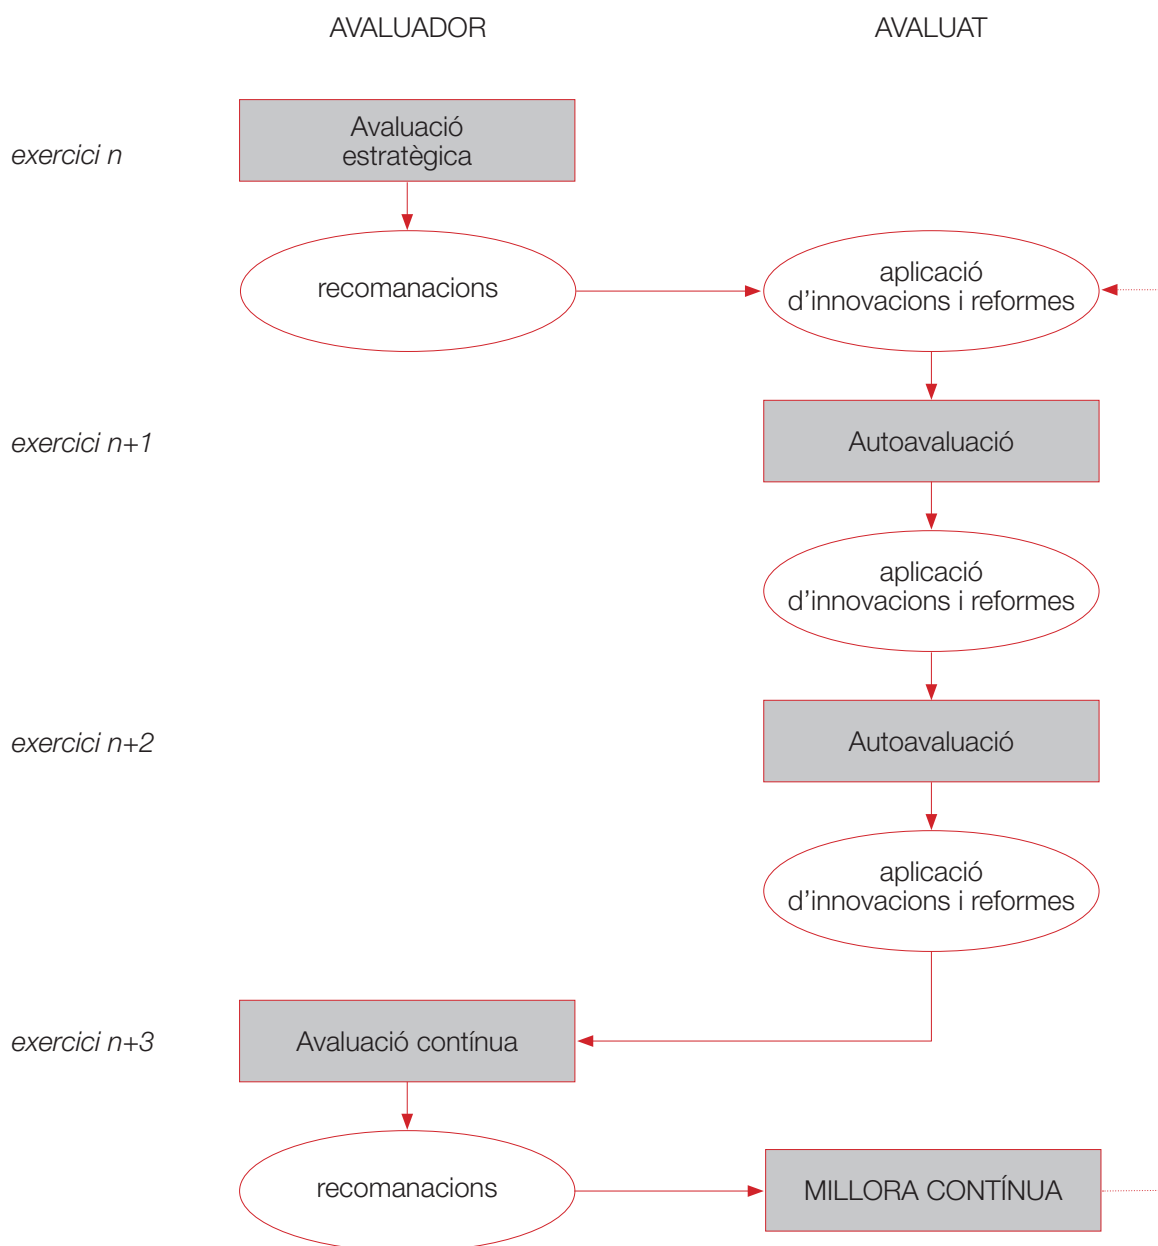 AVALUADOR
AVALUAT
exercici n
Avaluació
estratègica
recomanacions
aplicació
d’innovacions i reformes
exercici n+1
Autoavaluació
aplicació
d’innovacions i reformes
exercici n+2
Autoavaluació
aplicació
d’innovacions i reformes
exercici n+3
Avaluació contínua
recomanacions
MILLORA CONTÍNUA